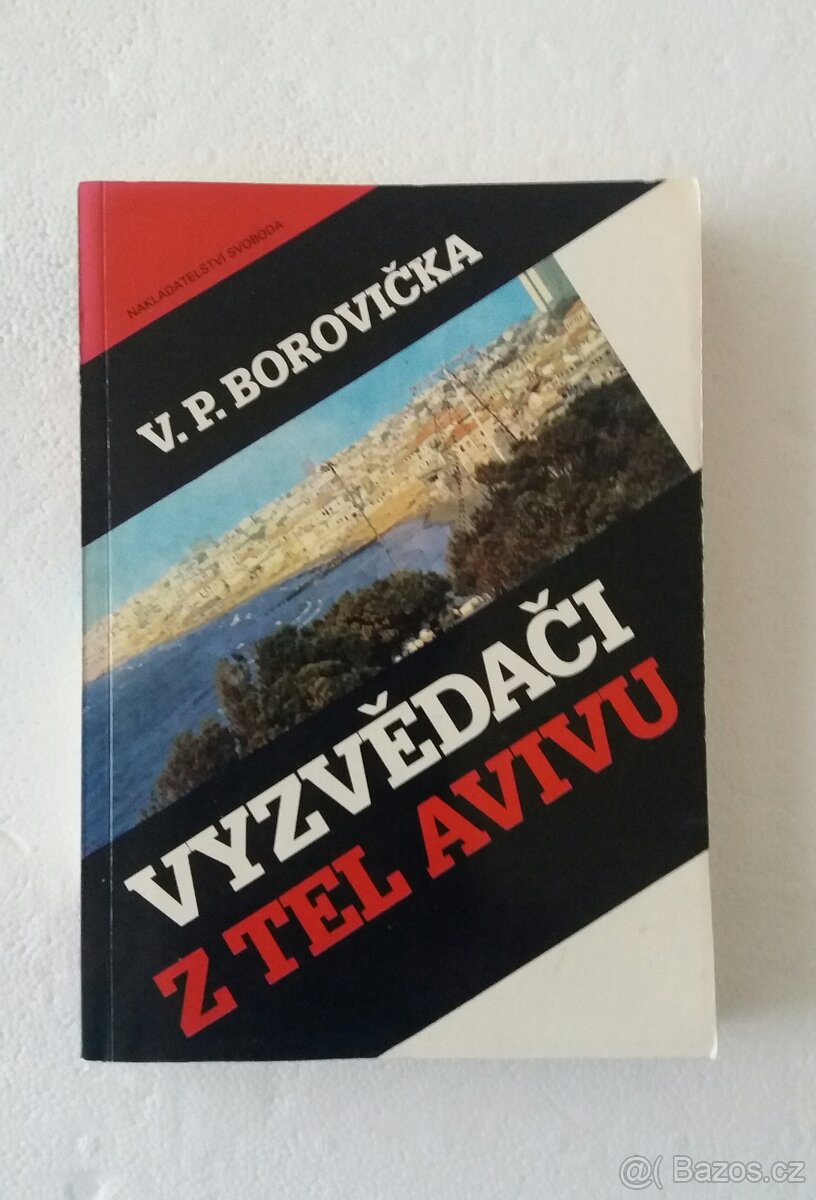 NAKLADATELSTVÍ SVOBODA
V. P. BOROVIČKA
VYZVĚDAČI
Z TEL AVIVU
@( Bazos.cz